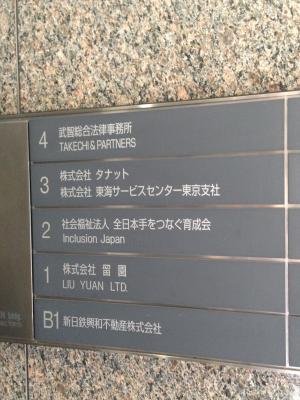 4
武智総合法律事務所
TAKECHI & PARTNERS
3
株式会社 タナット
株式会社 東海サービスセンター東京支社
2
社会福祉法人 全日本手をつなぐ育成会
Inclusion Japan
1
株式会社 留園
LIU YUAN LTD.
B1
新日鉄興和不動産株式会社